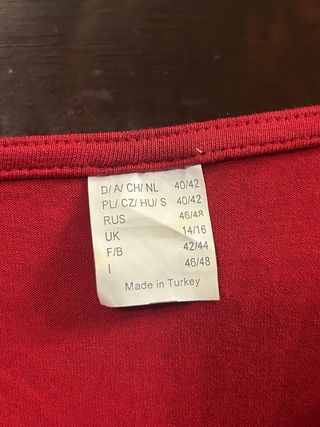 D/ A/ CH/ NL 40/42
PL/ CZ/ HU/ S 40/42
RUS 46/48
UK 14/16
F/B 42/44
I 46/48
Made in Turkey